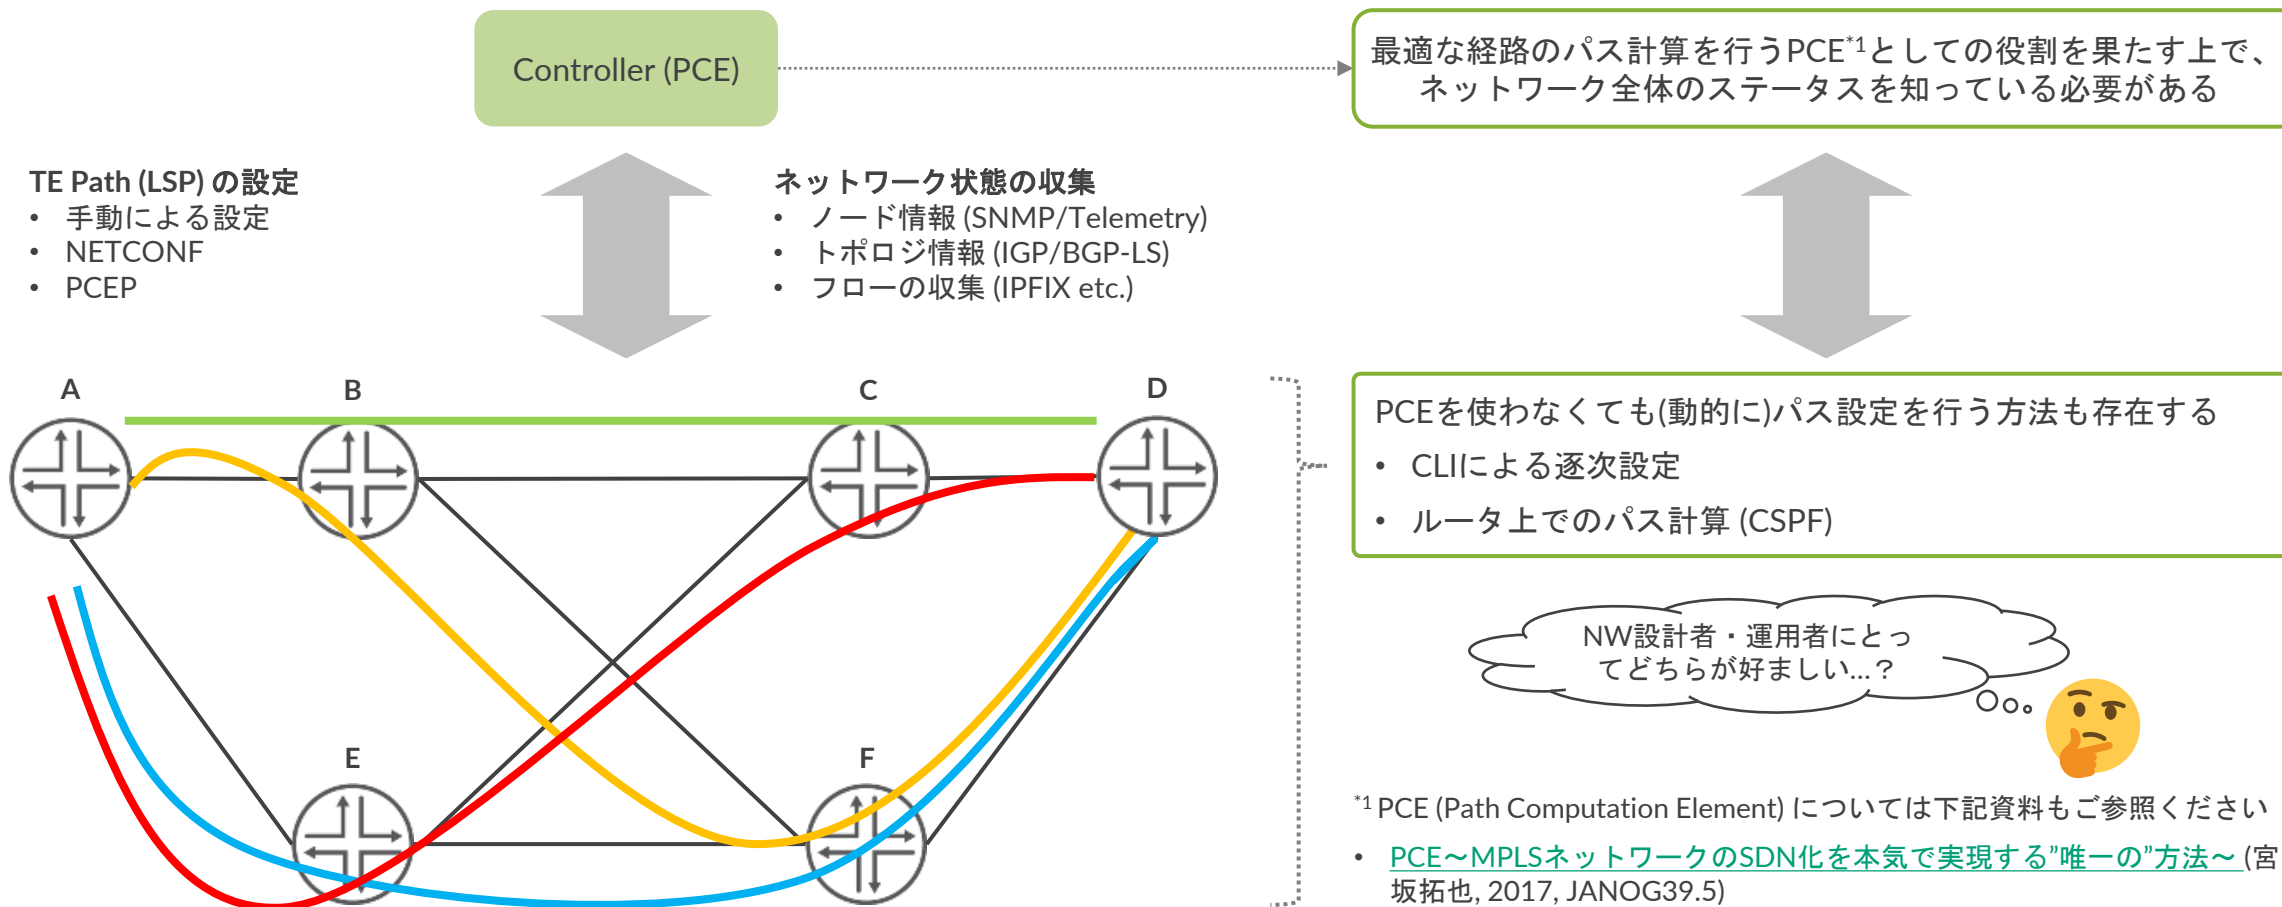 Controller (PCE)
最適な経路のパス計算を行うPCE*1としての役割を果たす上で、
ネットワーク全体のステータスを知っている必要がある
TE Path (LSP) の設定
• 手動による設定
• NETCONF
• PCEP
ネットワーク状態の収集
• ノード情報 (SNMP/Telemetry)
• トポロジ情報 (IGP/BGP-LS)
• フローの収集 (IPFIX etc.)
A
B
C
D
E
F
PCEを使わなくても(動的に)パス設定を行う方法も存在する
• CLIによる逐次設定
• ルータ上でのパス計算 (CSPF)
NW設計者・運用者にとっ
てどちらが好ましい...？
*1 PCE (Path Computation Element) については下記資料もご参照ください
• PCE～MPLSネットワークのSDN化を本気で実現する”唯一の”方法～ (宮
坂拓也, 2017, JANOG39.5)